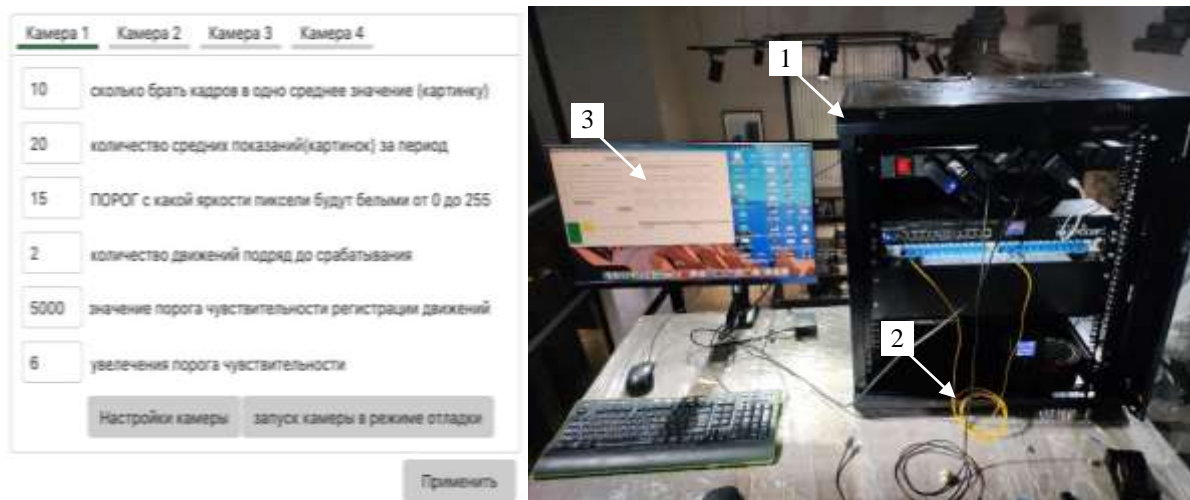 Камера 1 Камера 2 Камера 3 Камера 4
10 сколько брать кадров в одно среднее значение (картинку)
20 количество средних показаний(картинок) за период
15 ПОРОГ с какой яркости пиксели будут белыми от 0 до 255
2 количество движений подряд до срабатывания
5000 значение порога чувствительности регистрации движений
6 увелечения порога чувствительности
Настройки камеры запуск камеры в режиме отладки
Применить
1
3
2